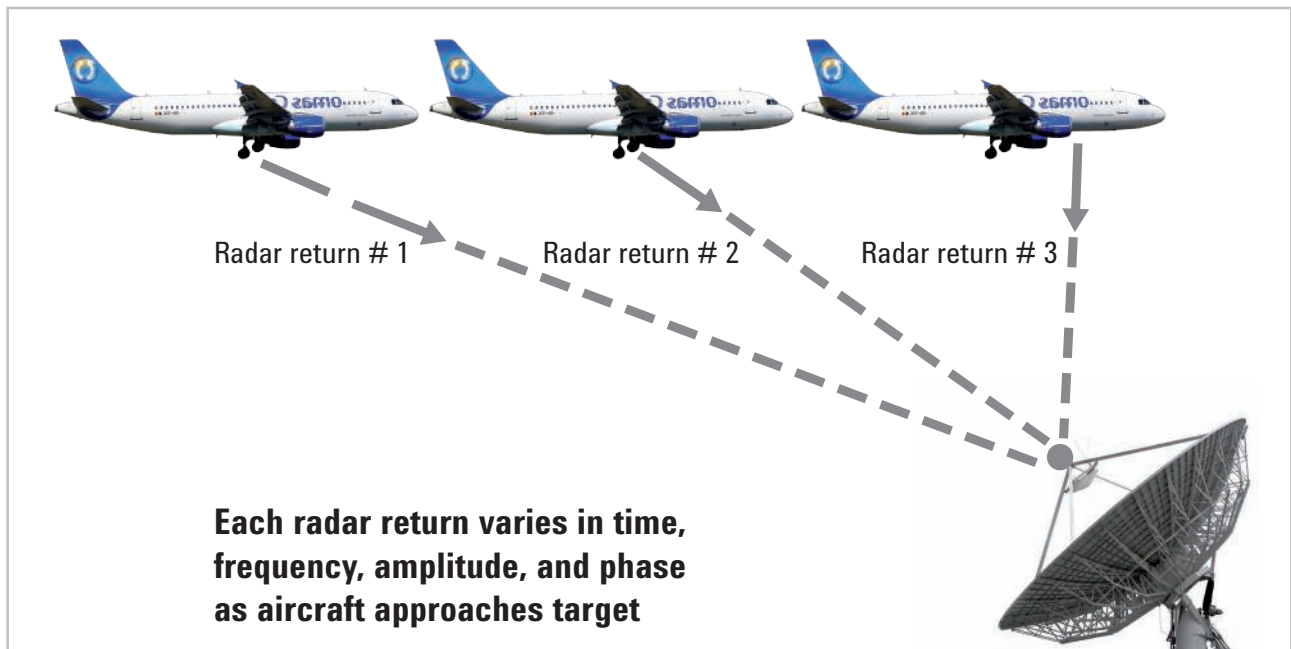 Radar return # 1
Radar return # 2
Radar return # 3
Each radar return varies in time,
frequency, amplitude, and phase
as aircraft approaches target